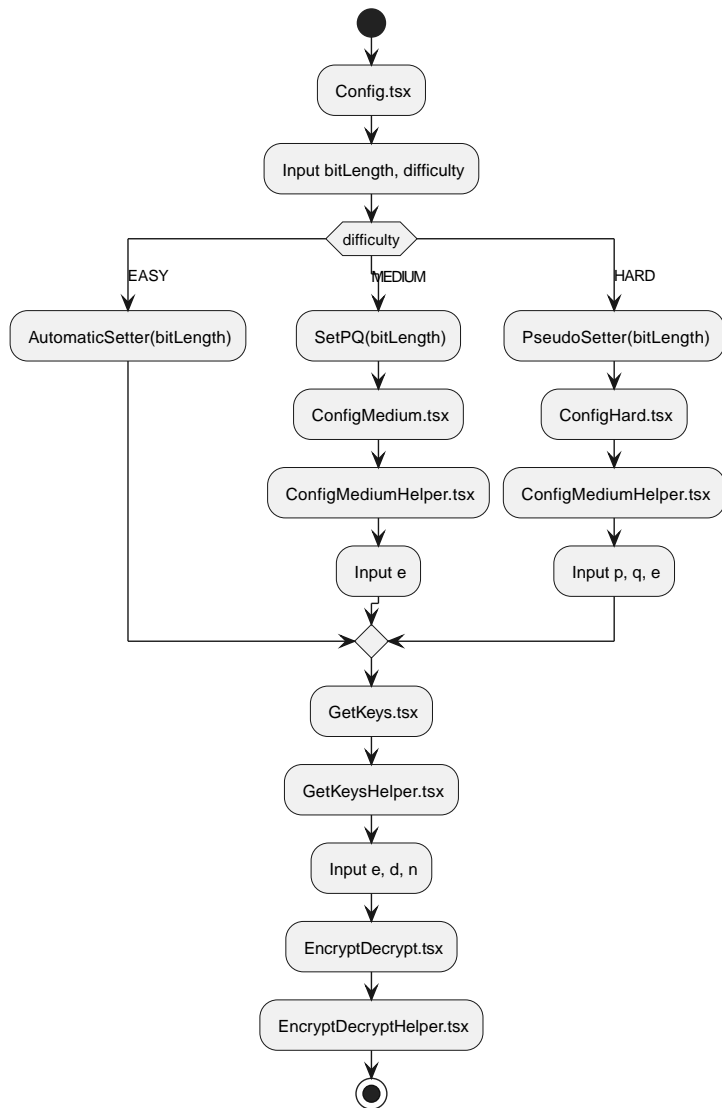 Config.tsx
Input bitLength, difficulty
difficulty
EASY
MEDIUM
HARD
AutomaticSetter(bitLength)
SetPQ(bitLength)
PseudoSetter(bitLength)
ConfigMedium.tsx
ConfigHard.tsx
ConfigMediumHelper.tsx
ConfigMediumHelper.tsx
Input e
Input p, q, e
GetKeys.tsx
GetKeysHelper.tsx
Input e, d, n
EncryptDecrypt.tsx
EncryptDecryptHelper.tsx